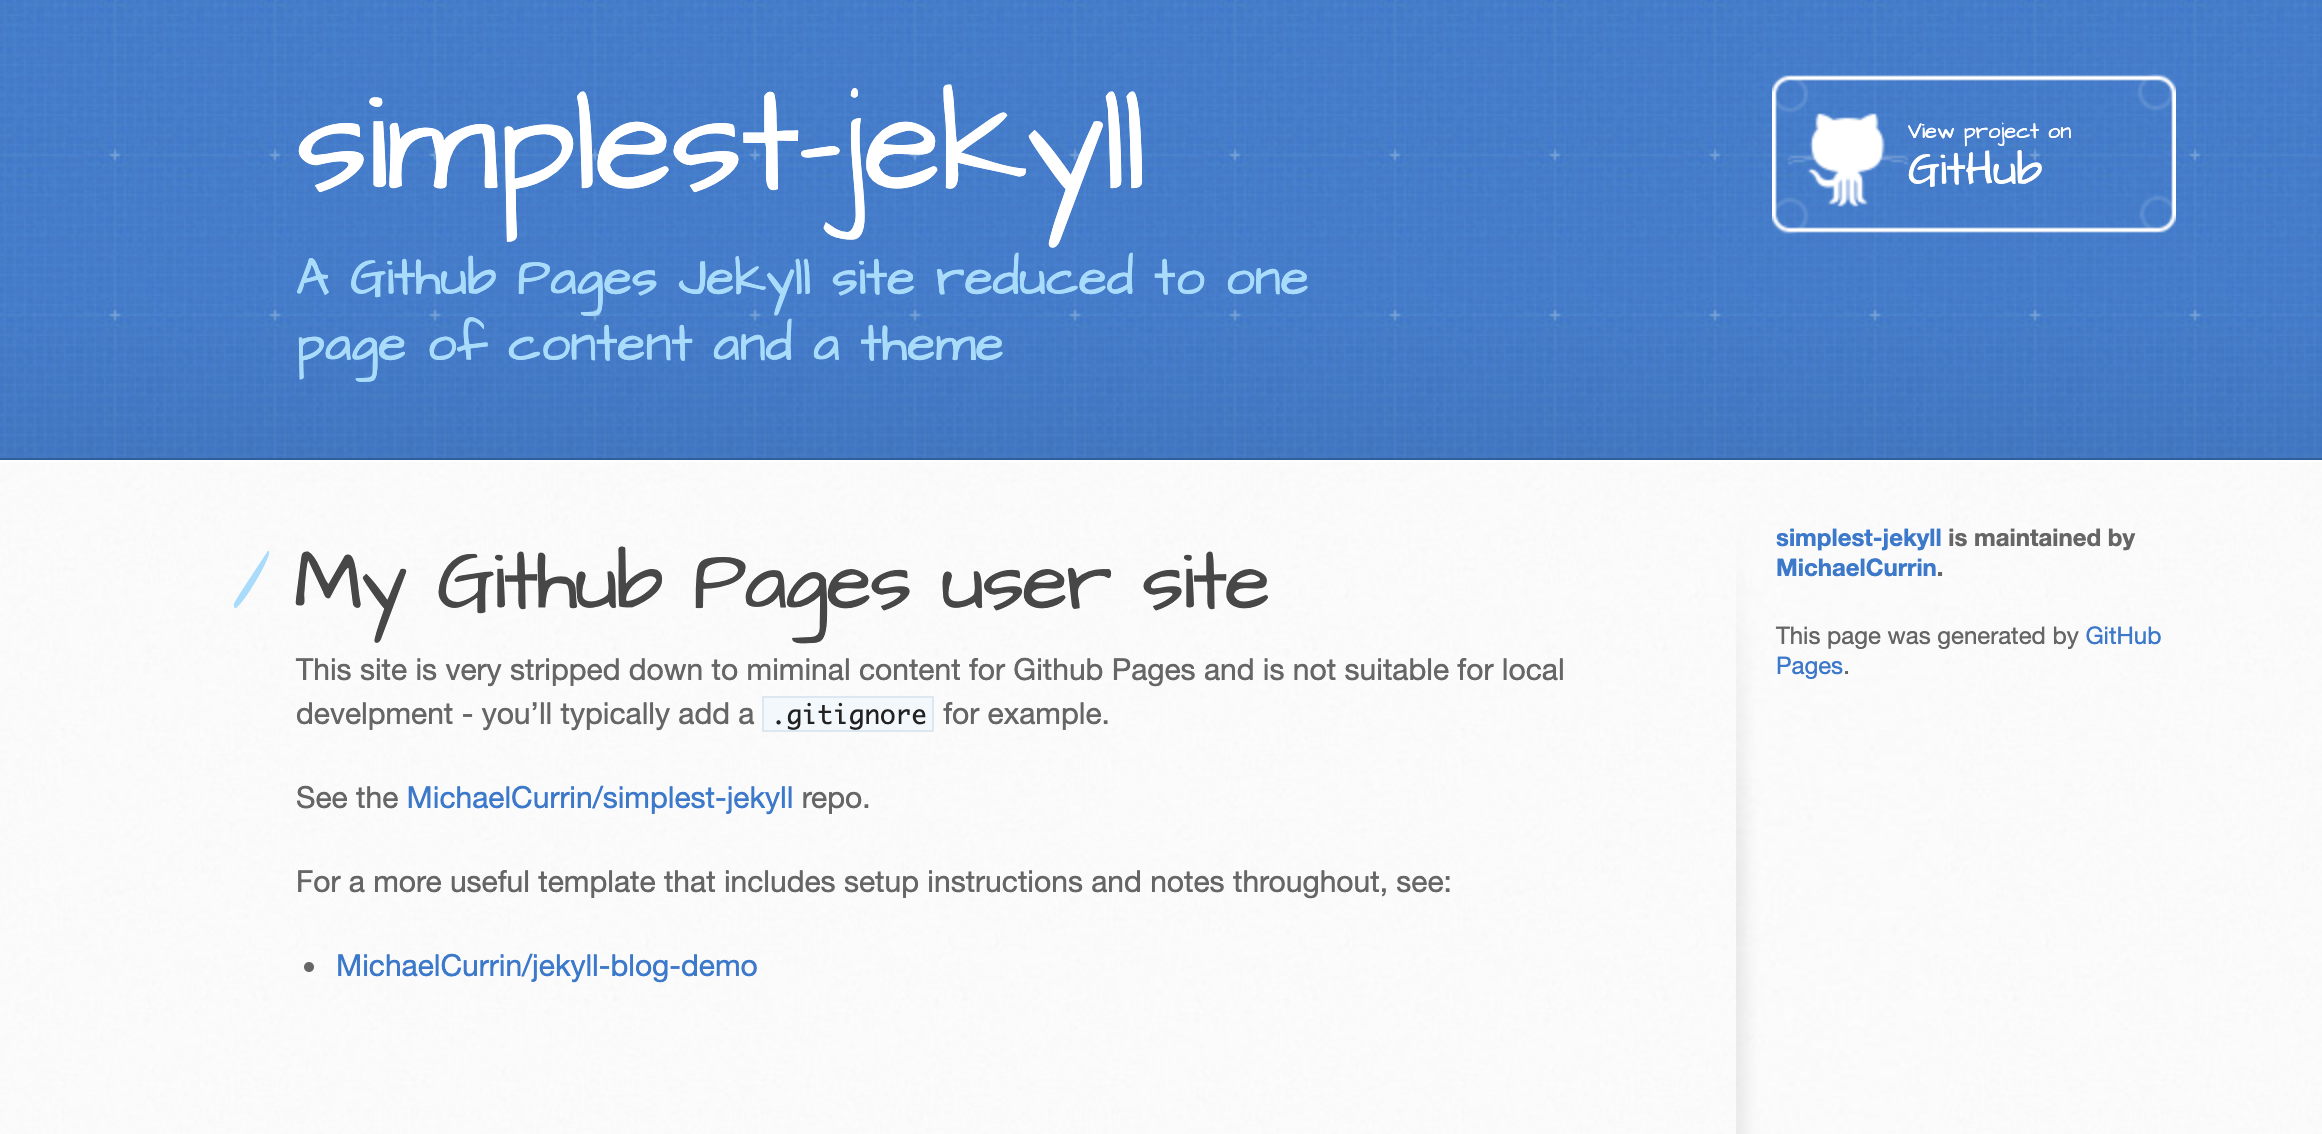 simplest-jekyll
A Github Pages Jekyll site reduced to one
page of content and a theme
View project on
GitHub
My Github Pages user site
This site is very stripped down to miminal content for Github Pages and is not suitable for local
develpment - you’ll typically add a .gitignore for example.
See the MichaelCurrin/simplest-jekyll repo.
For a more useful template that includes setup instructions and notes throughout, see:
• MichaelCurrin/jekyll-blog-demo
simplest-jekyll is maintained by
MichaelCurrin.
This page was generated by GitHub
Pages.